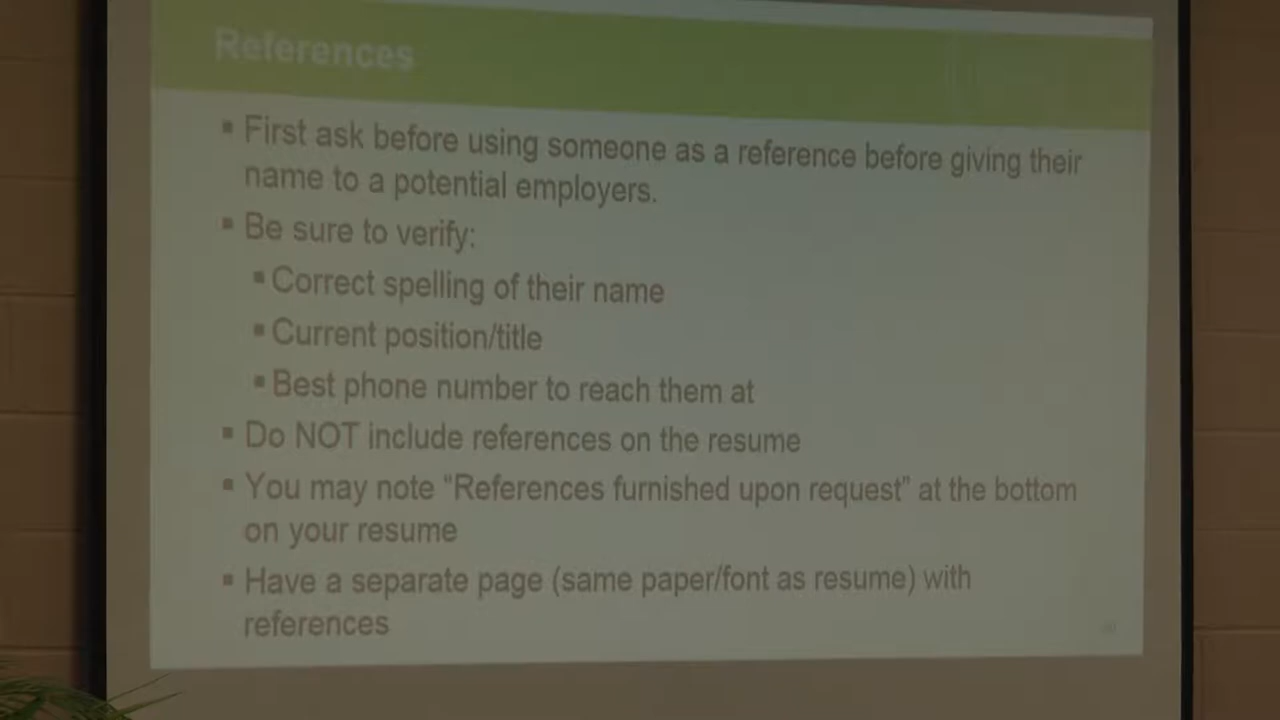 References
▪ First ask before using someone as a reference before giving their
name to a potential employers.
▪ Be sure to verify:
▪ Correct spelling of their name
▪ Current position/title
▪ Best phone number to reach them at
▪ Do NOT include references on the resume
▪ You may note “References furnished upon request” at the bottom
on your resume
▪ Have a separate page (same paper/font as resume) with
references